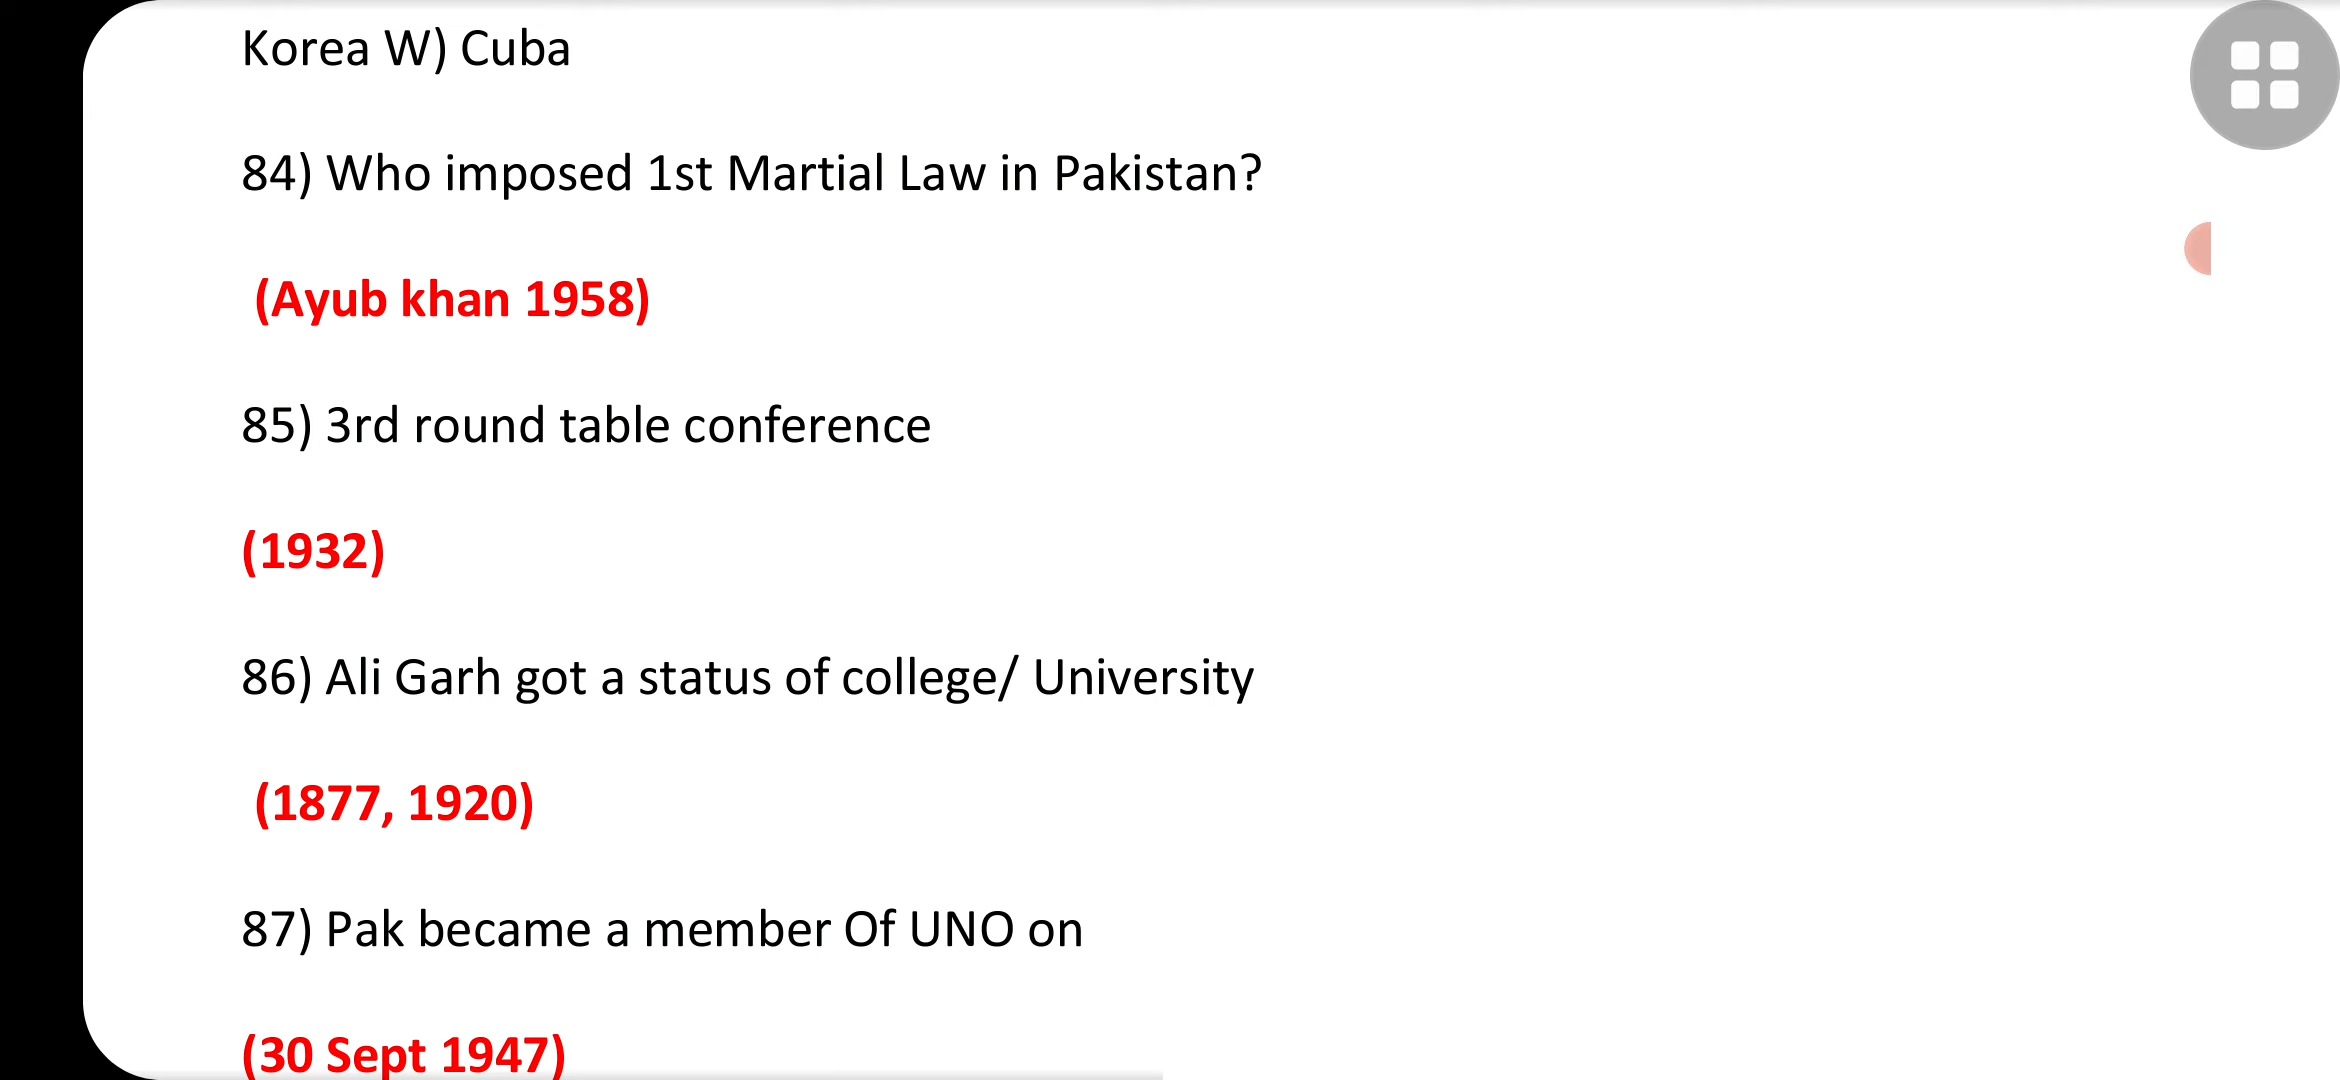 Korea W) Cuba
84) Who imposed 1st Martial Law in Pakistan?
(Ayub khan 1958)
85) 3rd round table conference
(1932)
86) Ali Garh got a status of college/ University
(1877, 1920)
87) Pak became a member Of UNO on
(30 Sept 1947)